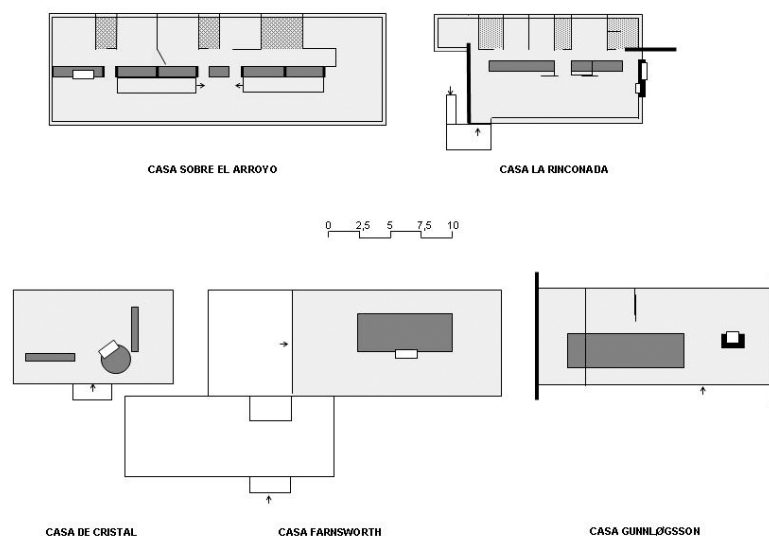 CASA SOBRE EL ARROYO
CASA LA RINCONADA
0 2,5 5 7,5 10
CASA DE CRISTAL
CASA FARNSWORTH
CASA GUNNLØGSSON